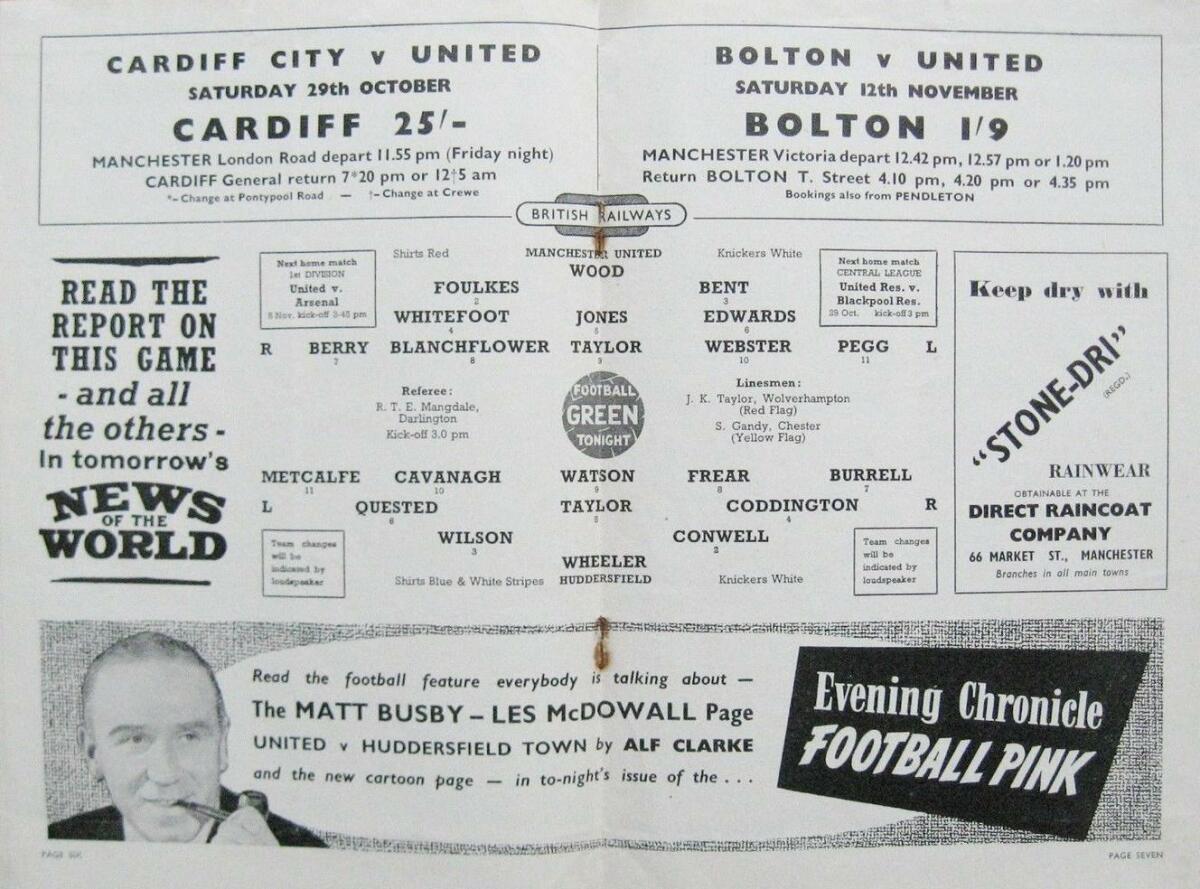 CARDIFF CITY v UNITED
SATURDAY 29th OCTOBER
CARDIFF 25/-
MANCHESTER London Road depart 11.55 pm (Friday night)
CARDIFF General return 7*20 pm or 12†5 am
*-Change at Pontypool Road — †-Change at Crewe
BOLTON v UNITED
SATURDAY 12th NOVEMBER
BOLTON 1/9
MANCHESTER Victoria depart 12.42 pm, 12.57 pm or 1.20 pm
Return BOLTON T. Street 4.10 pm, 4.20 pm or 4.35 pm
Bookings also from PENDLETON
BRITISH RAILWAYS
READ THE
REPORT ON
THIS GAME
- and all
the others -
In tomorrow's
NEWS
OF THE
WORLD
Next home match
1st DIVISION
United v.
Arsenal
5 Nov. kick-off 3-45 pm
Shirts Red MANCHESTER UNITED Knickers White
WOOD
Next home match
CENTRAL LEAGUE
United Res. v.
Blackpool Res.
29 Oct. kick-off 3 pm
FOULKES BENT
2 3
WHITEFOOT JONES EDWARDS
4 5 6
R BERRY BLANCHFLOWER TAYLOR WEBSTER PEGG L
7 8 9 10 11
Referee:
R. T. E. Mangdale,
Darlington
Kick-off 3.0 pm
FOOTBALL
GREEN
TONIGHT
Linesmen:
J. K. Taylor, Wolverhampton
(Red Flag)
S. Gandy, Chester
(Yellow Flag)
METCALFE CAVANAGH WATSON FREAR BURRELL
11 10 9 8 7
L QUESTED TAYLOR CODDINGTON R
6 5 4
WILSON CONWELL
3 2
WHEELER
Shirts Blue & White Stripes HUDDERSFIELD Knickers White
Team changes
will be
indicated by
loudspeaker
Team changes
will be
indicated by
loudspeaker
Keep dry with
"STONE-DRI"
(REGD.)
RAINWEAR
OBTAINABLE AT THE
DIRECT RAINCOAT
COMPANY
66 MARKET ST., MANCHESTER
Branches in all main towns
Read the football feature everybody is talking about —
The MATT BUSBY – LES McDOWALL Page
UNITED v HUDDERSFIELD TOWN by ALF CLARKE
and the new cartoon page — in to-night's issue of the . . .
Evening Chronicle
FOOTBALL PINK
PAGE SIX
PAGE SEVEN